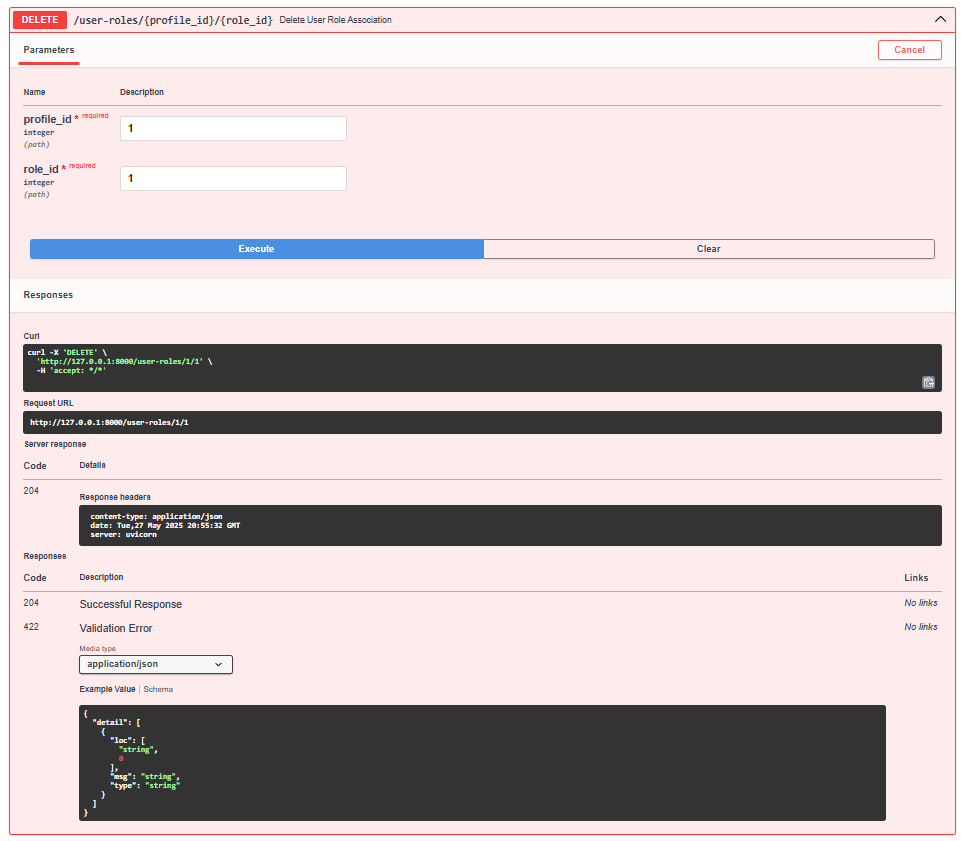 DELETE /user-roles/{profile_id}/{role_id} Delete User Role Association
Parameters Cancel
Name Description
profile_id * required
integer
(path)
1
role_id * required
integer
(path)
1
Execute Clear
Responses
Curl
curl -X 'DELETE' \
'http://127.0.0.1:8000/user-roles/1/1' \
-H 'accept: */*'
Request URL
http://127.0.0.1:8000/user-roles/1/1
Server response
Code Details
204
Response headers
content-type: application/json
date: Tue,27 May 2025 20:55:32 GMT
server: uvicorn
Responses
Code Description Links
204 Successful Response No links
422 Validation Error No links
Media type
application/json
Example Value | Schema
{
"detail": [
{
"loc": [
"string",
0
],
"msg": "string",
"type": "string"
}
]
}